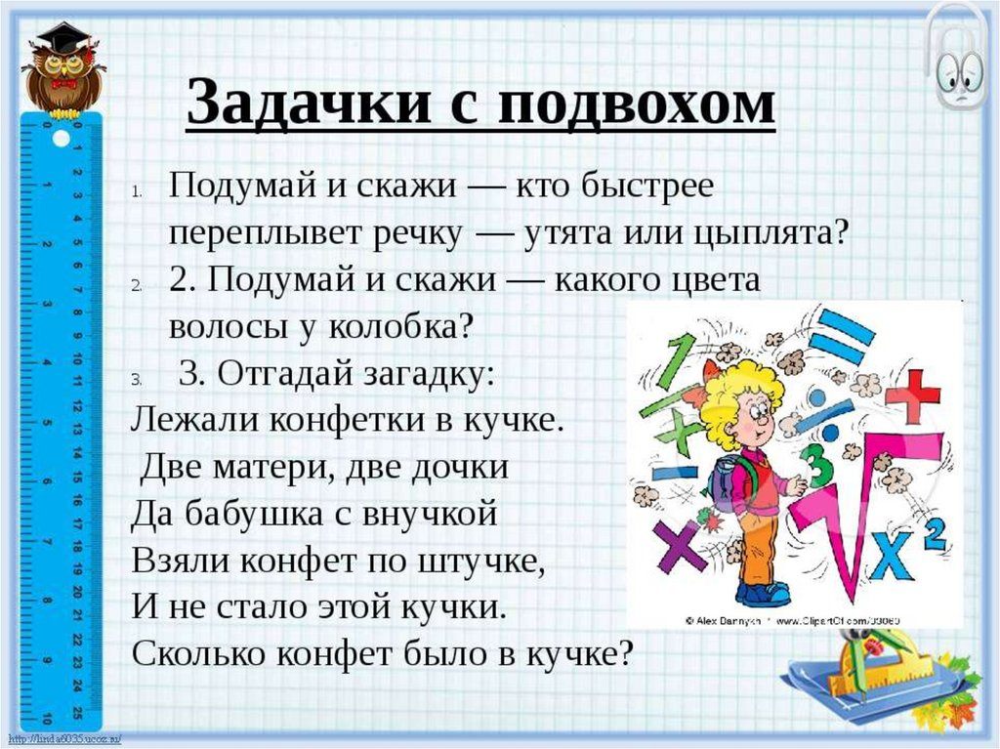 Задачки с подвохом
1. Подумай и скажи — кто быстрее
переплывет речку — утята или цыплята?
2. 2. Подумай и скажи — какого цвета
волосы у колобка?
3. 3. Отгадай загадку:
Лежали конфетки в кучке.
Две матери, две дочки
Да бабушка с внучкой
Взяли конфет по штучке,
И не стало этой кучки.
Сколько конфет было в кучке?
© Alex Bannykh * www.ClipartOf.com/33060
http://linda6035.ucoz.ru/